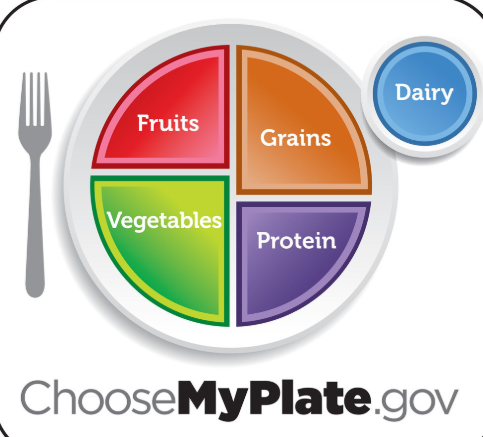 Dairy
Fruits
Grains
Vegetables
Protein
ChooseMyPlate.gov